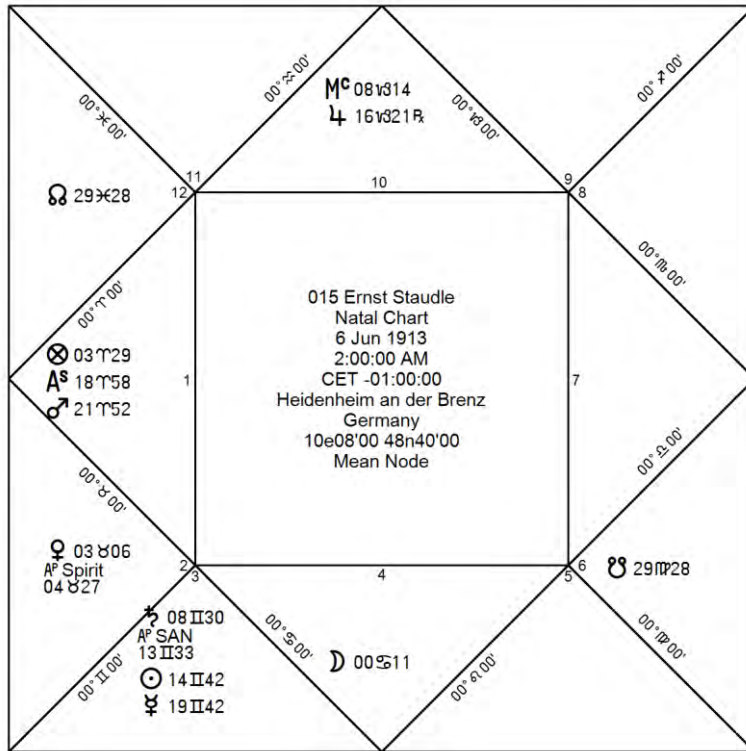 00°♒00'
00°♐00'
00°♓00'
Mc 08♑14
♃ 16♑21℞
00°♑00'
11
12
10
9
8
☊ 29♓28
00°♈00'
00°♏00'
⊗ 03♈29
As 18♈58
♂ 21♈52
1
015 Ernst Staudle
Natal Chart
6 Jun 1913
2:00:00 AM
CET -01:00:00
Heidenheim an der Brenz
Germany
10e08'00 48n40'00
Mean Node
7
00°♉00'
00°♎00'
♀ 03♉06
AP Spirit
04♉27
2
3
4
6
5
☋ 29♍28
♄ 08♊30
AP SAN
13♊33
☉ 14♊42
☿ 19♊42
00°♊00'
00°♋00'
☽ 00♋11
00°♌00'
00°♍00'